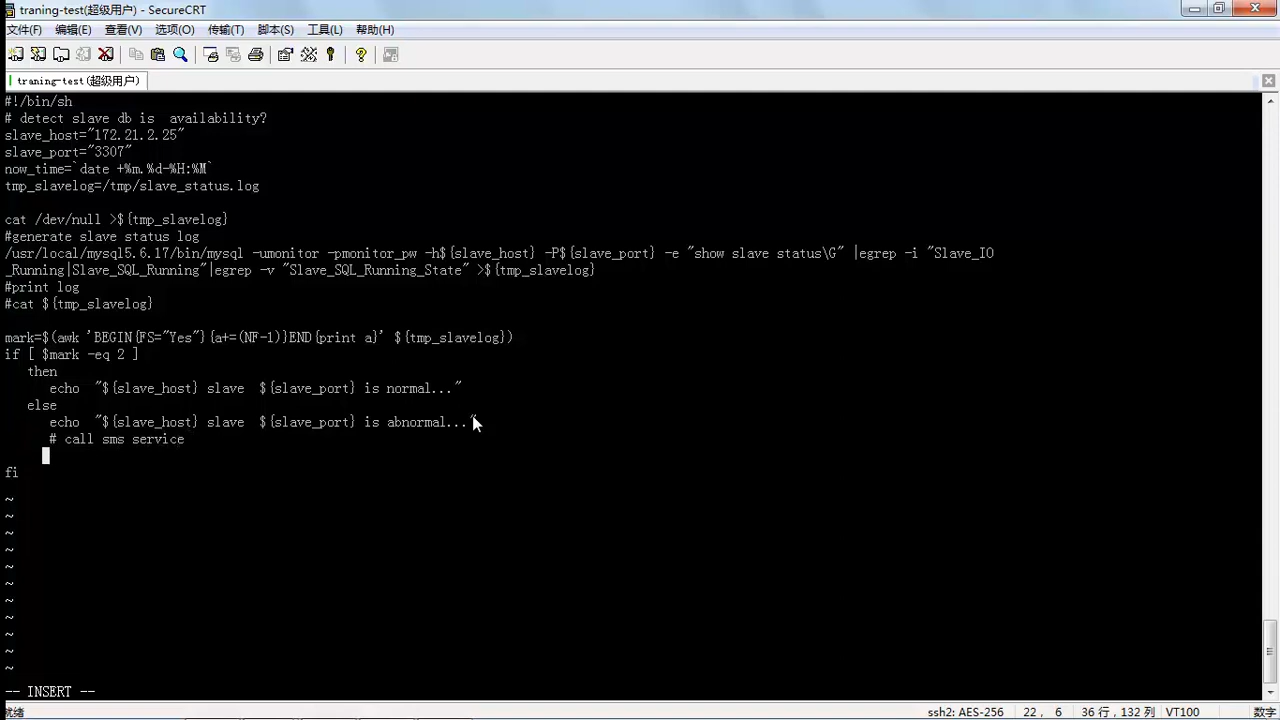 traning-test(超级用户) - SecureCRT
文件(F) 编辑(E) 查看(V) 选项(O) 传输(T) 脚本(S) 工具(L) 帮助(H)
traning-test(超级用户)
#!/bin/sh
# detect slave db is  availability?
slave_host="172.21.2.25"
slave_port="3307"
now_time=`date +%m.%d-%H:%M`
tmp_slavelog=/tmp/slave_status.log
cat /dev/null >${tmp_slavelog}
#generate slave status log
/usr/local/mysql5.6.17/bin/mysql -umonitor -pmonitor_pw -h${slave_host} -P${slave_port} -e "show slave status\G" |egrep -i "Slave_IO
_Running|Slave_SQL_Running"|egrep -v "Slave_SQL_Running_State" >${tmp_slavelog}
#print log
#cat ${tmp_slavelog}
mark=$(awk 'BEGIN{FS="Yes"}{a+=(NF-1)}END{print a}' ${tmp_slavelog})
if [ $mark -eq 2 ]
   then
      echo  "${slave_host} slave  ${slave_port} is normal..."
   else
      echo  "${slave_host} slave  ${slave_port} is abnormal..."
      # call sms service
fi
~
~
~
~
~
~
~
~
~
~
~
-- INSERT --
就绪 ssh2: AES-256 22, 6 36 行, 132 列 VT100 数字